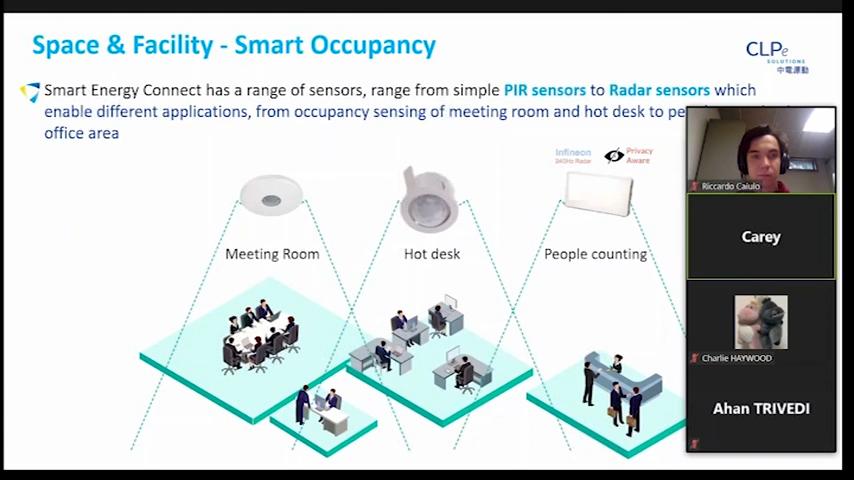 Space & Facility - Smart Occupancy
CLPe
SOLUTIONS
中電源動
Smart Energy Connect has a range of sensors, range from simple PIR sensors to Radar sensors which
enable different applications, from occupancy sensing of meeting room and hot desk to
office area
Infineon
Radar
Privacy
Aware
Meeting Room
Hot desk
People counting
Riccardo Caiulo
Carey
Charlie HAYWOOD
Ahan TRIVEDI